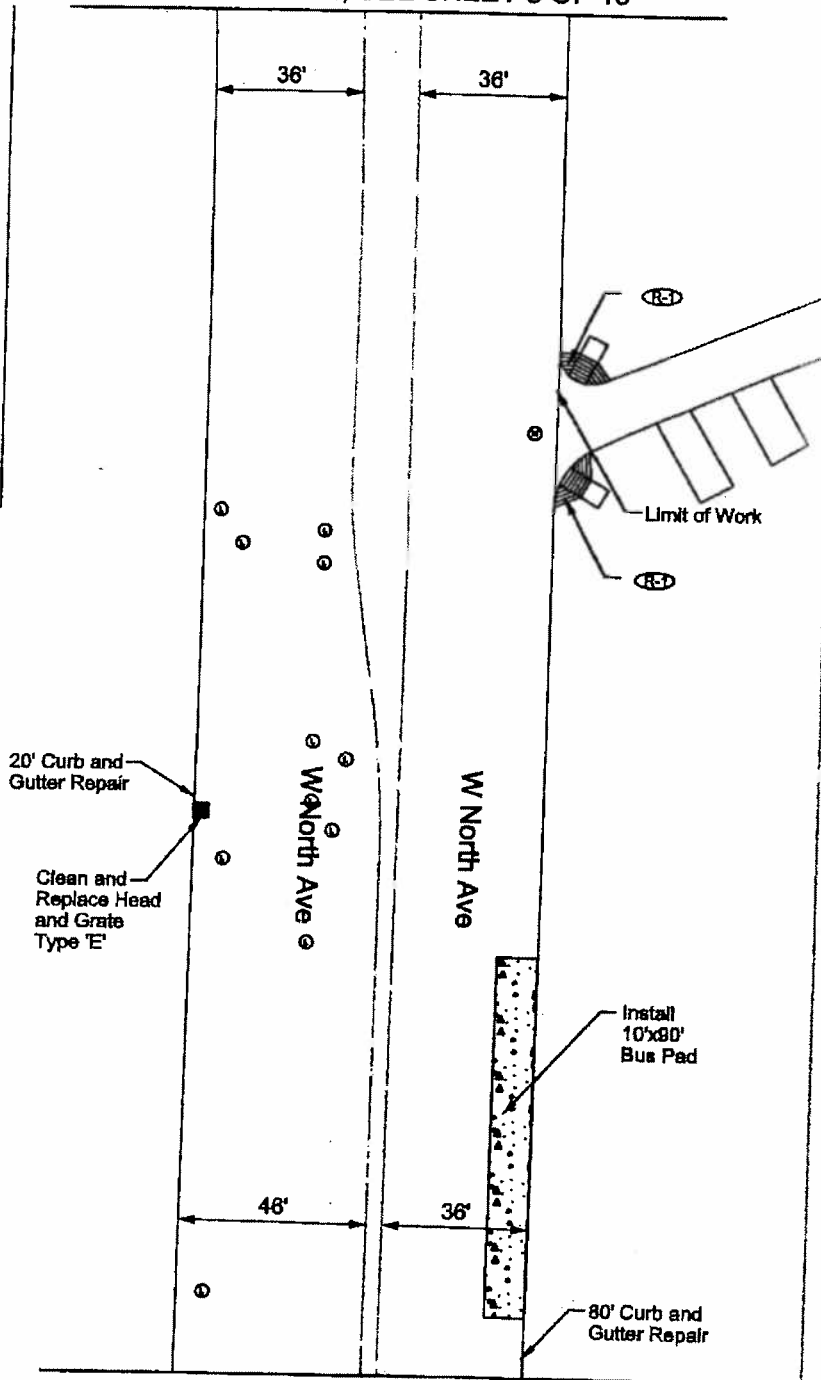 36'
36'
R-1
Limit of Work
R-1
20' Curb and
Gutter Repair
W North Ave
W North Ave
Clean and
Replace Head
and Grate
Type 'E'
Install
10'x90'
Bus Pad
46'
36'
80' Curb and
Gutter Repair